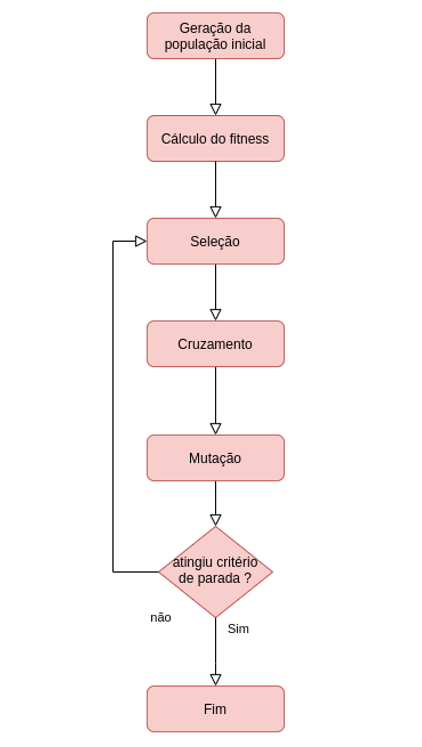 Geração da
população inicial
Cálculo do fitness
Seleção
Cruzamento
Mutação
atingiu critério
de parada ?
não
Sim
Fim